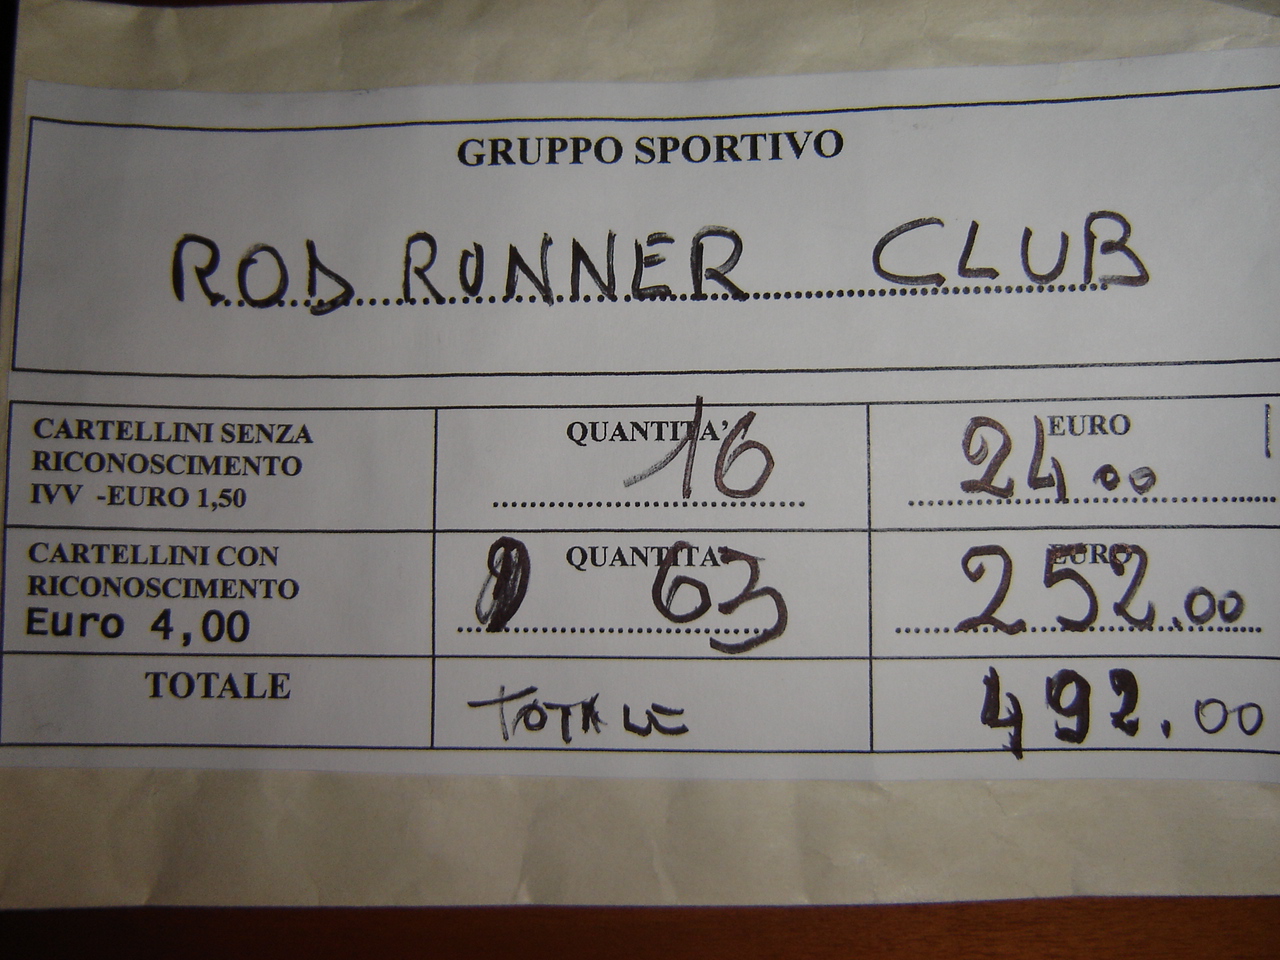 GRUPPO SPORTIVO
ROD RUNNER CLUB
CARTELLINI SENZA
RICONOSCIMENTO
IVV -EURO 1,50
QUANTITA'
16
EURO
24.00
CARTELLINI CON
RICONOSCIMENTO
Euro 4,00
QUANTITA'
63
EURO
252.00
TOTALE
TOTALE
492.00